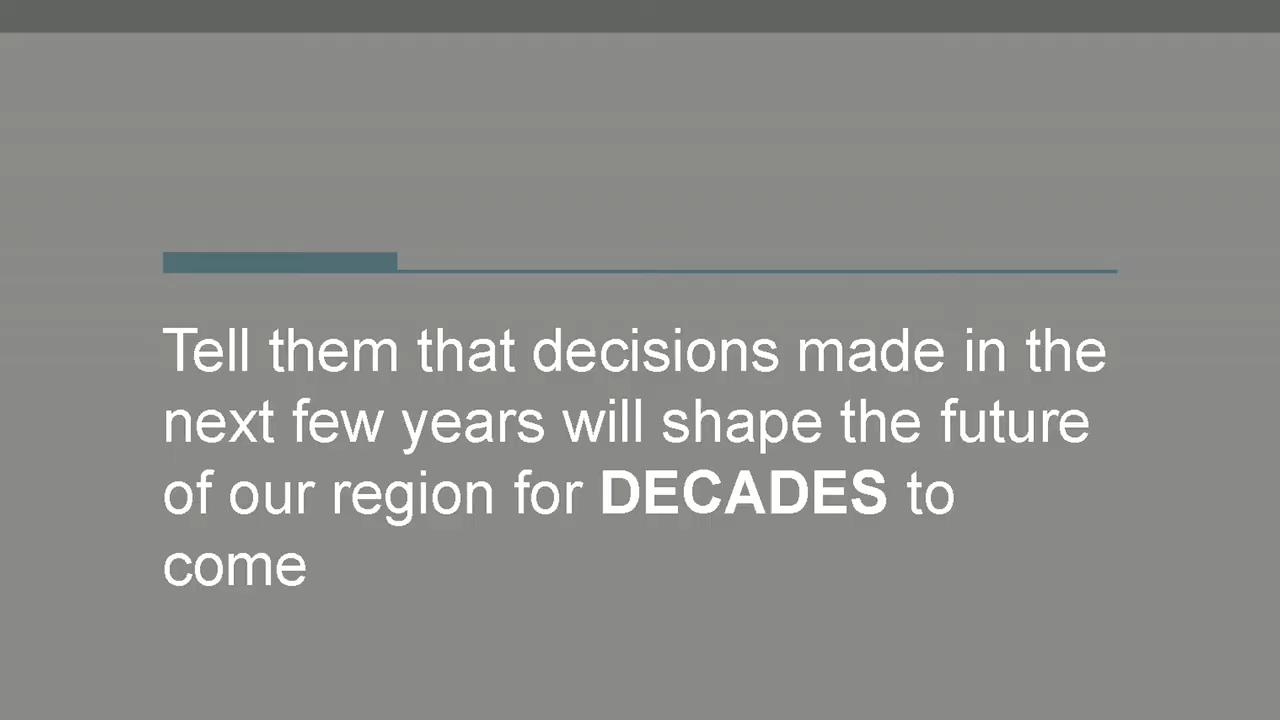 Tell them that decisions made in the
next few years will shape the future
of our region for DECADES to
come